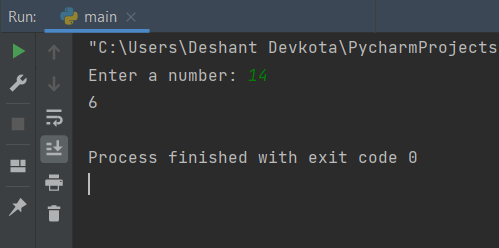 Run: main
"C:\Users\Deshant Devkota\PycharmProjects
Enter a number: 14
6
Process finished with exit code 0